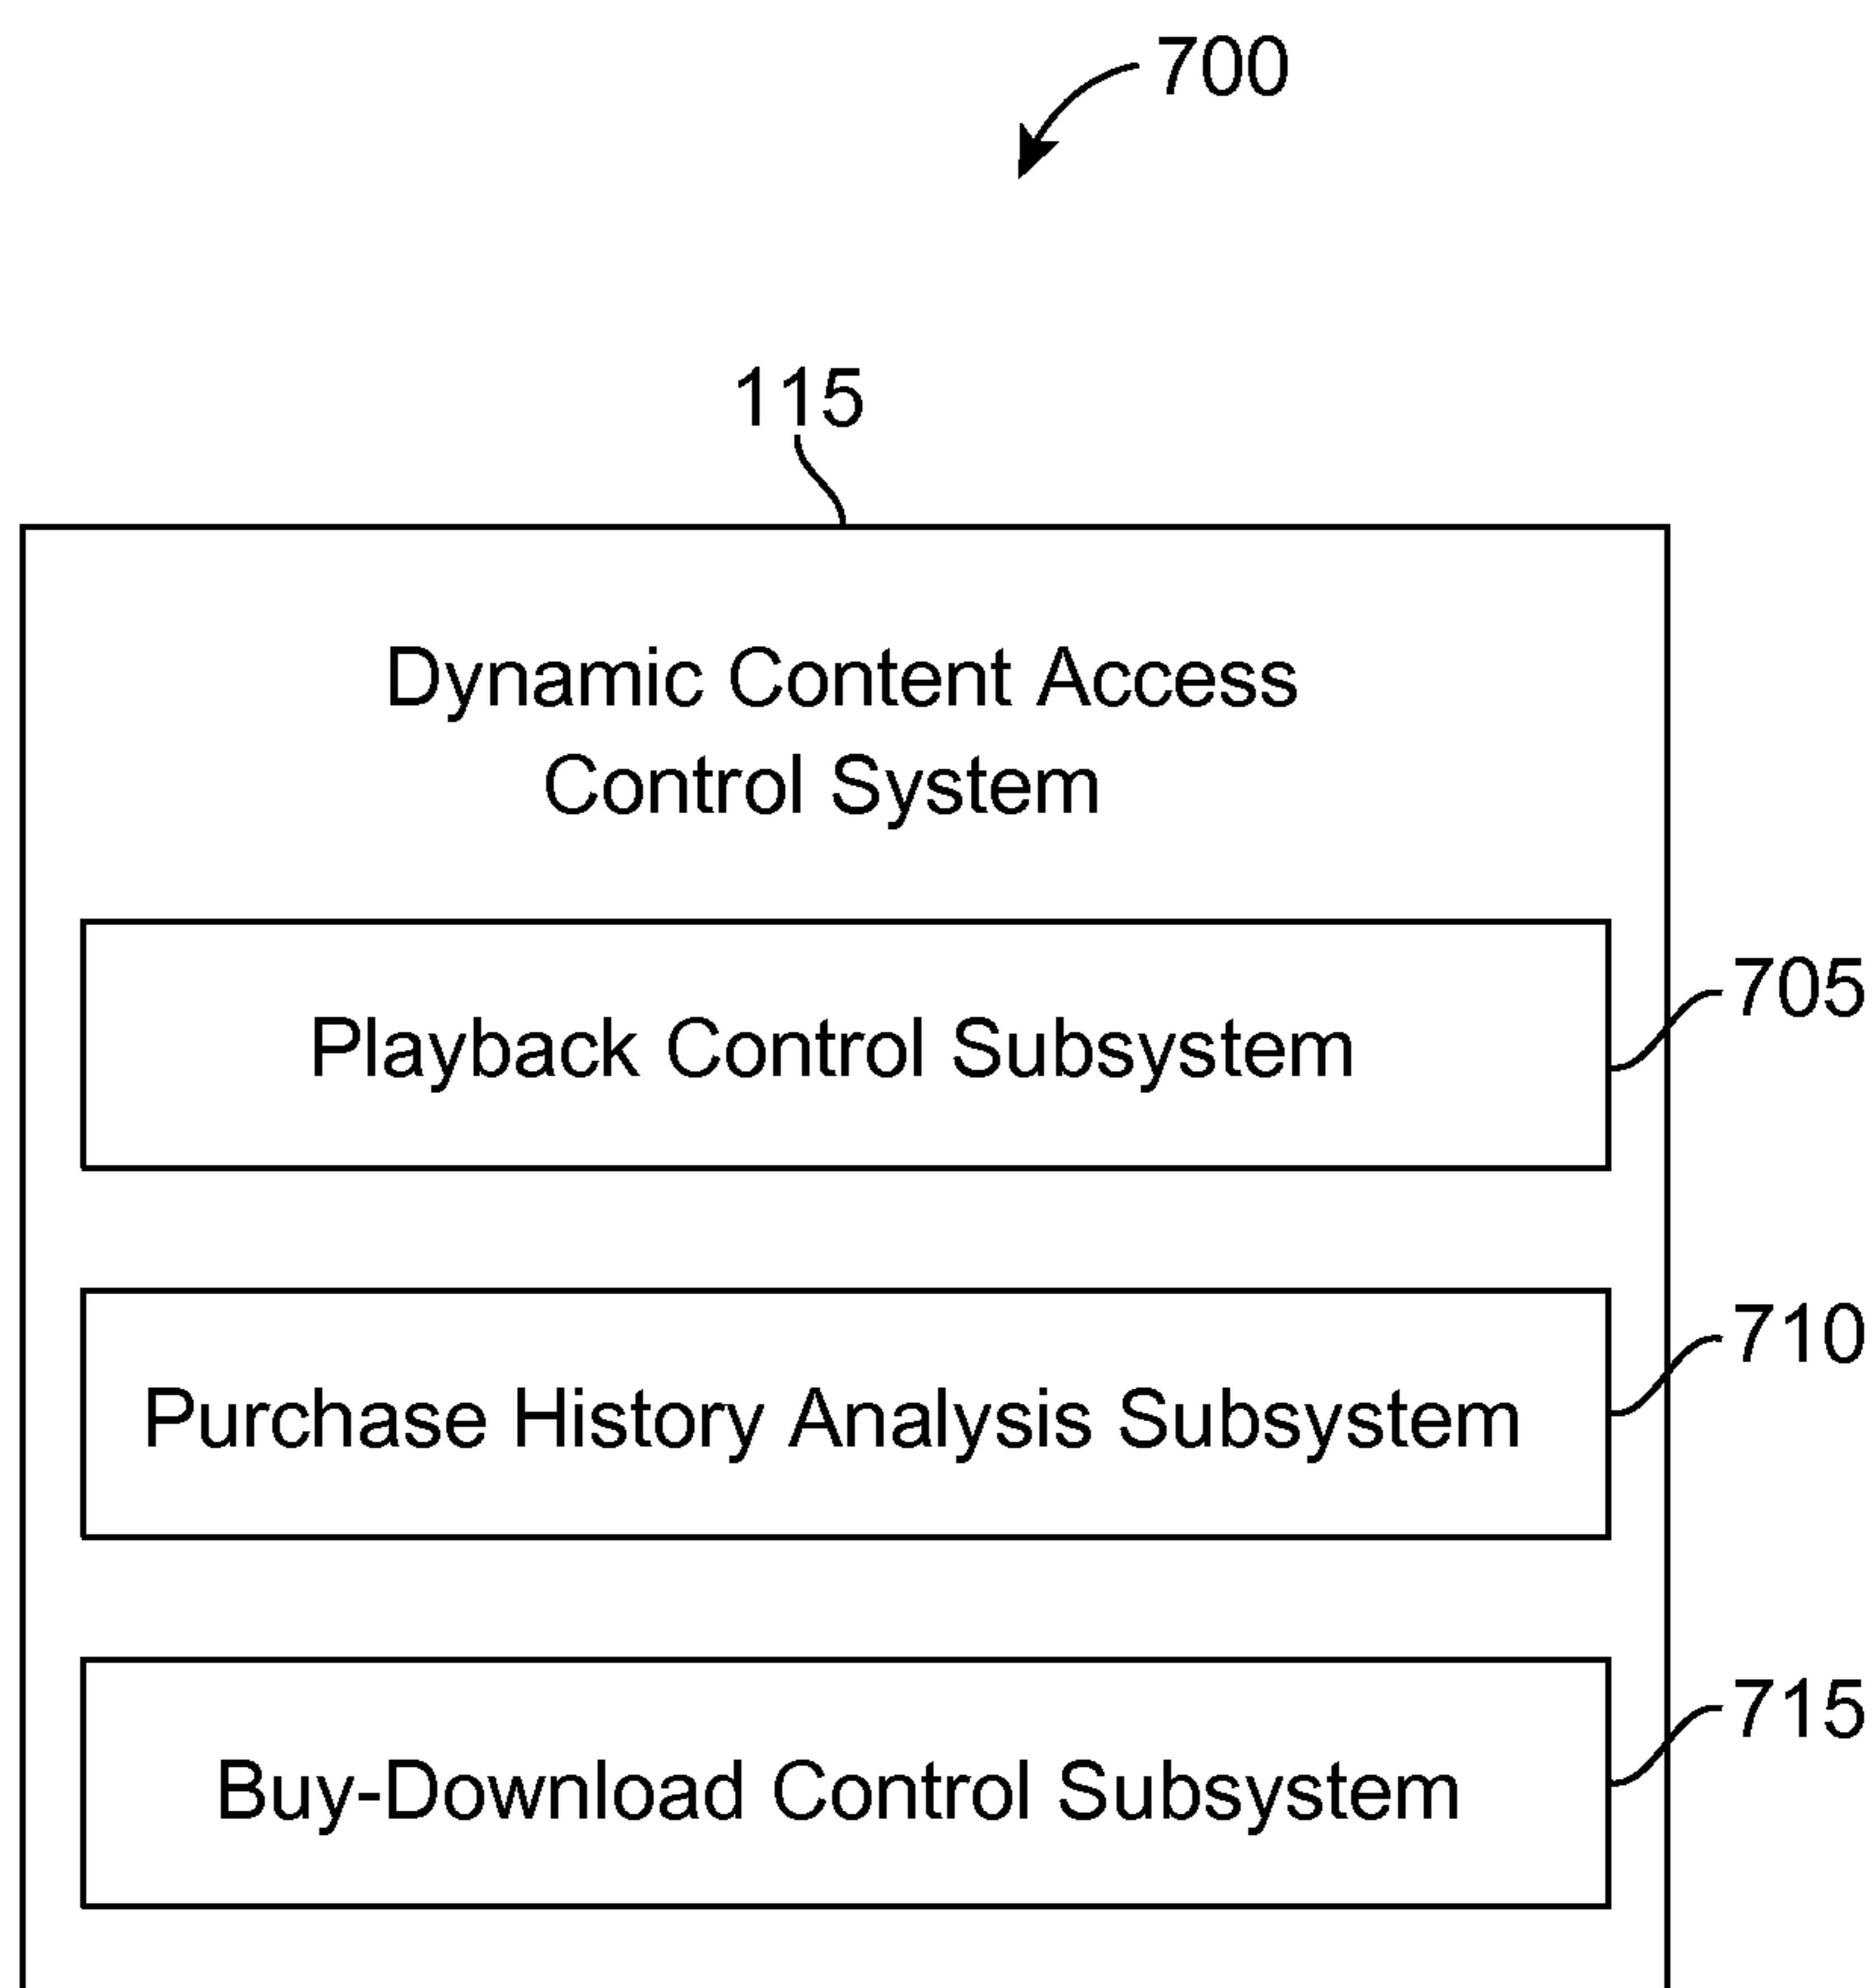 700
115
Dynamic Content Access
Control System
Playback Control Subsystem
705
Purchase History Analysis Subsystem
710
Buy-Download Control Subsystem
715